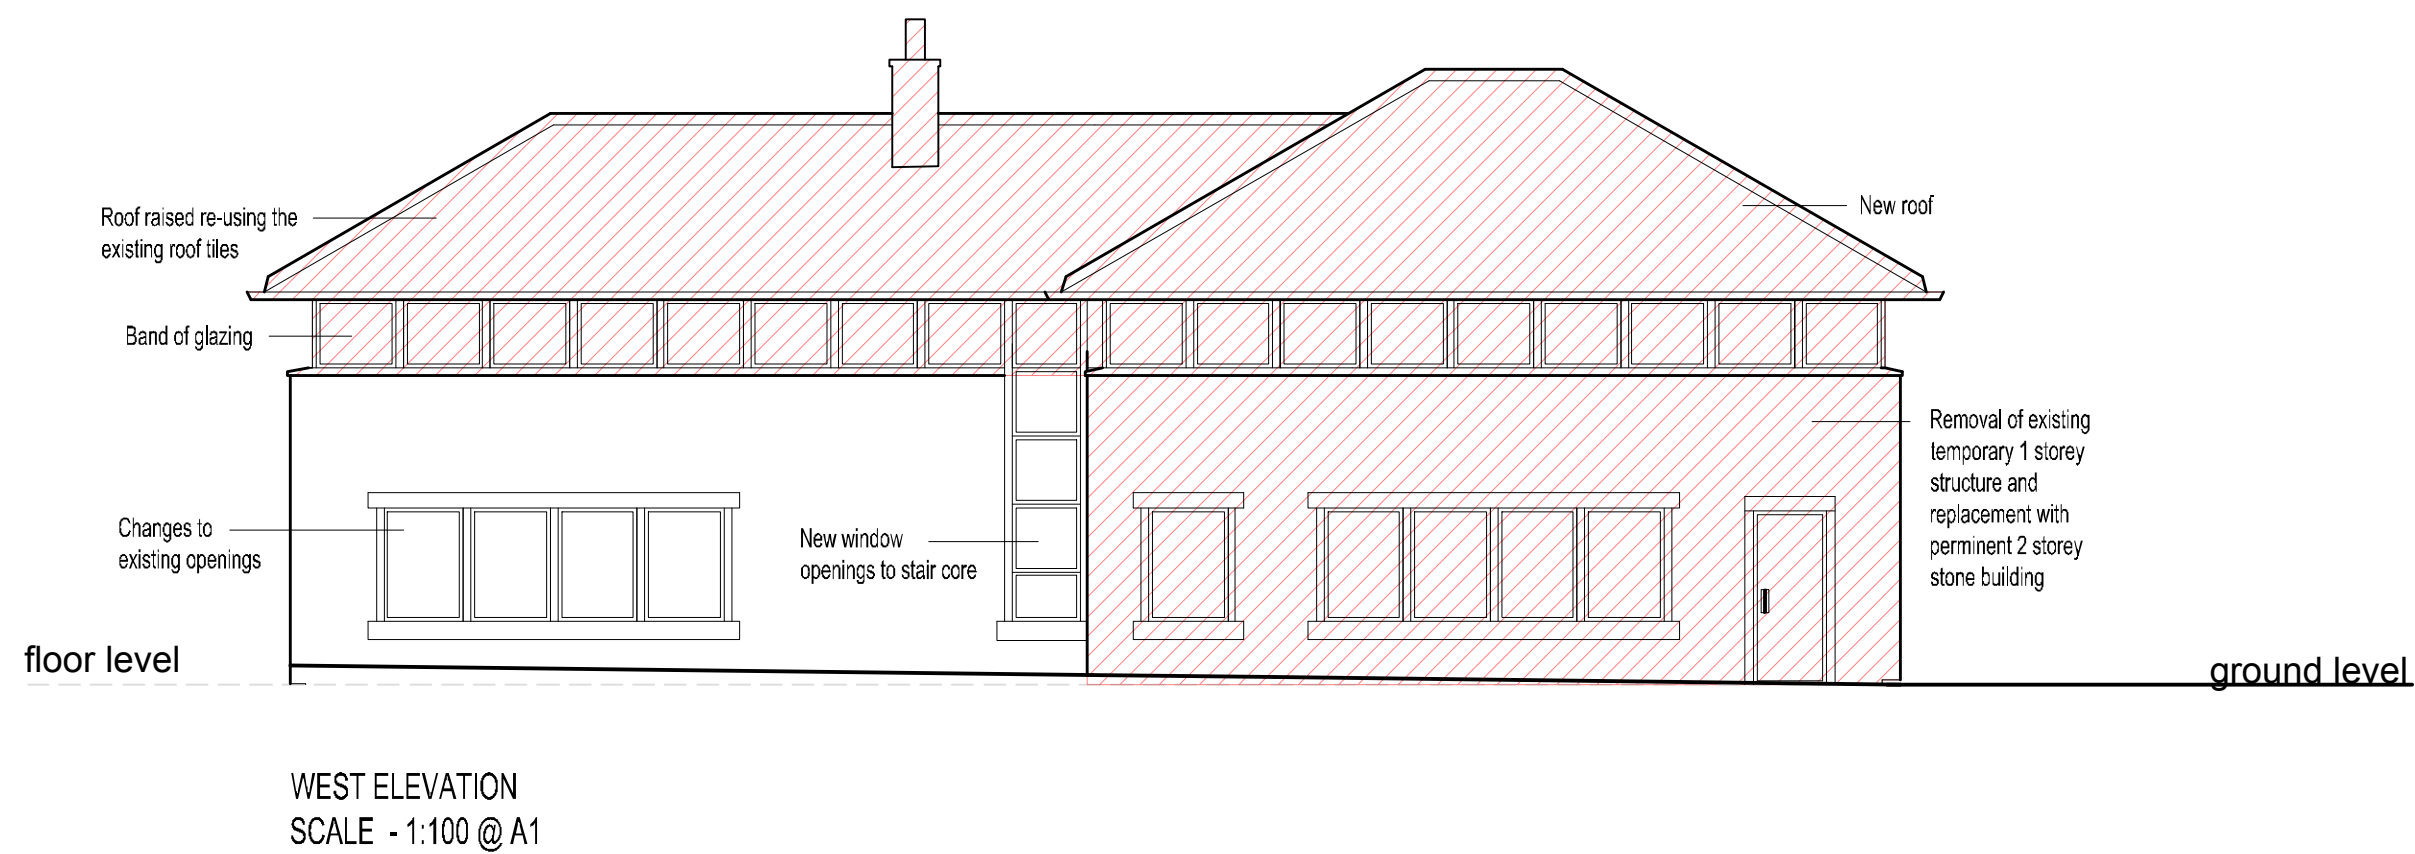 Roof raised re-using the
existing roof tiles
New roof
Band of glazing
Removal of existing
temporary 1 storey
structure and
replacement with
perminent 2 storey
stone building
Changes to
existing openings
New window
openings to stair core
floor level
ground level
WEST ELEVATION
SCALE - 1:100 @ A1